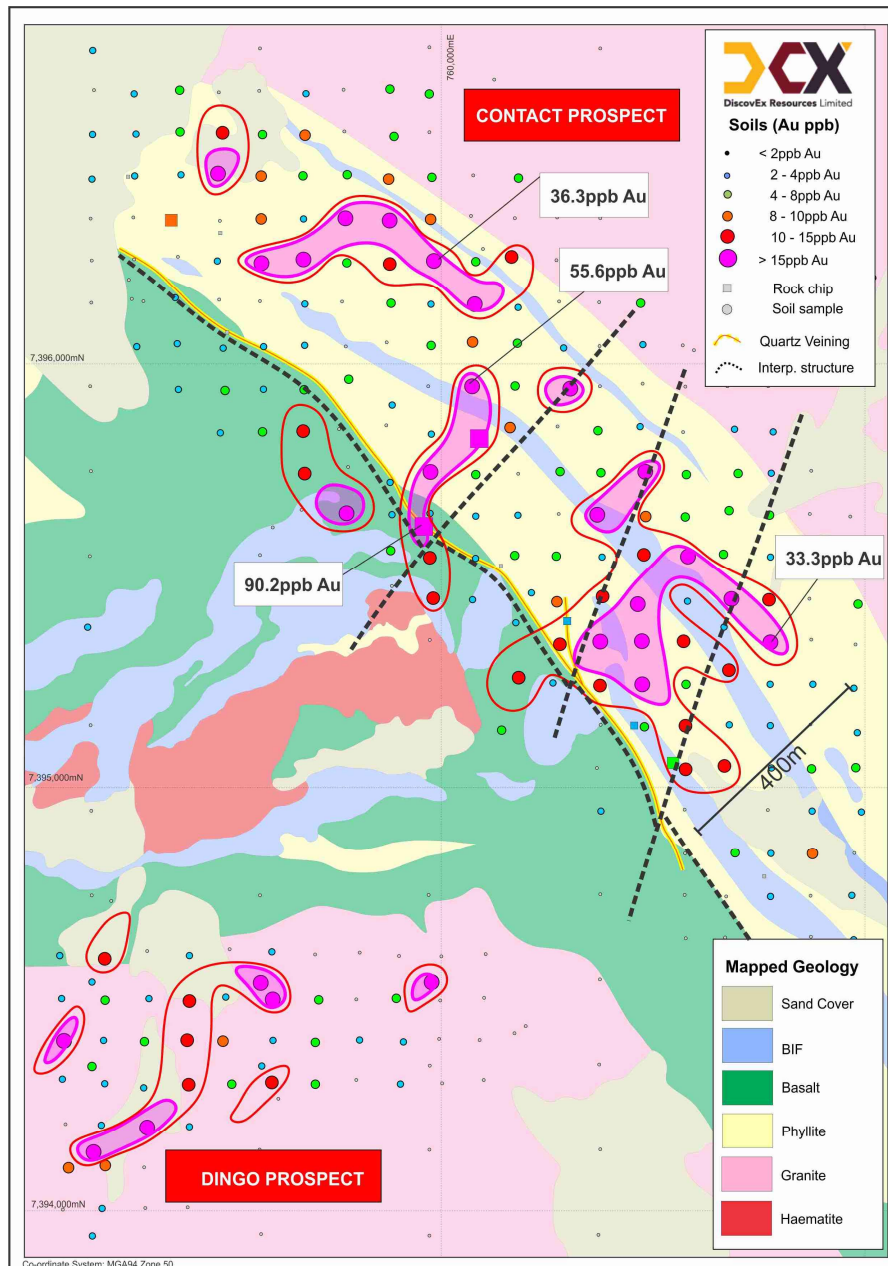 760,000mE
CONTACT PROSPECT
DCX
DiscovEx Resources Limited
Soils (Au ppb)
< 2ppb Au
2 - 4ppb Au
4 - 8ppb Au
8 - 10ppb Au
10 - 15ppb Au
> 15ppb Au
Rock chip
Soil sample
Quartz Veining
Interp. structure
36.3ppb Au
55.6ppb Au
7,396,000mN
90.2ppb Au
33.3ppb Au
400m
7,395,000mN
DINGO PROSPECT
7,394,000mN
Mapped Geology
Sand Cover
BIF
Basalt
Phyllite
Granite
Haematite
Co-ordinate System: MGA94 Zone 50